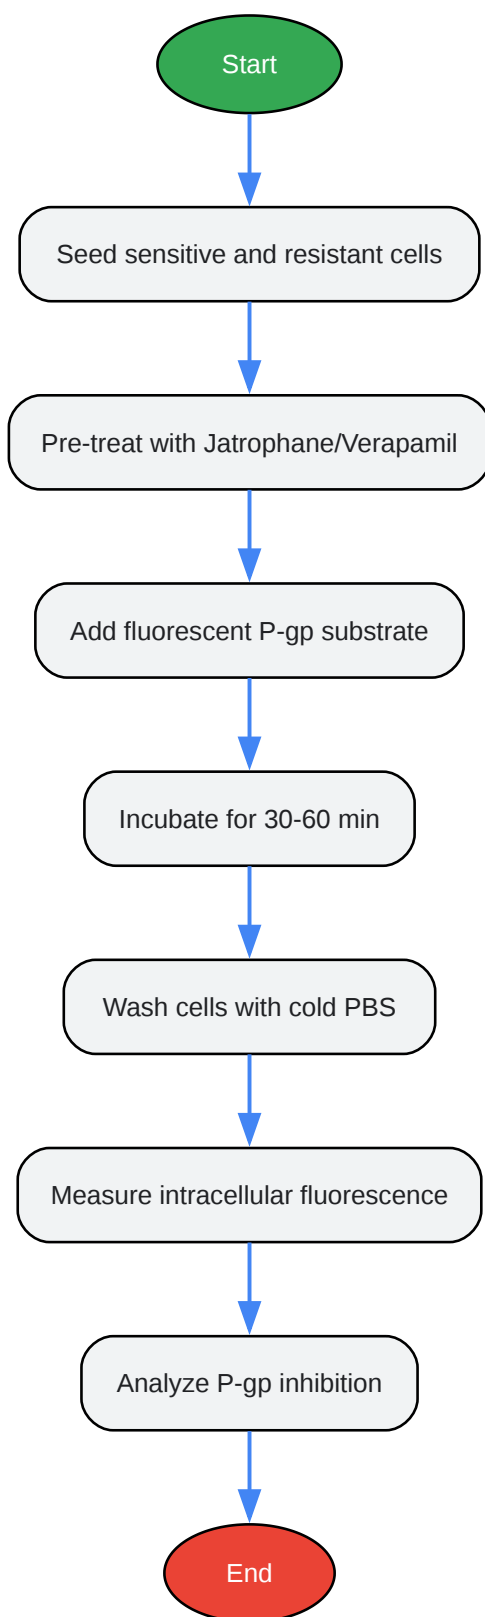 Start
Seed sensitive and resistant cells
Pre-treat with Jatrophane/Verapamil
Add fluorescent P-gp substrate
Incubate for 30-60 min
Wash cells with cold PBS
Measure intracellular fluorescence
Analyze P-gp inhibition
End